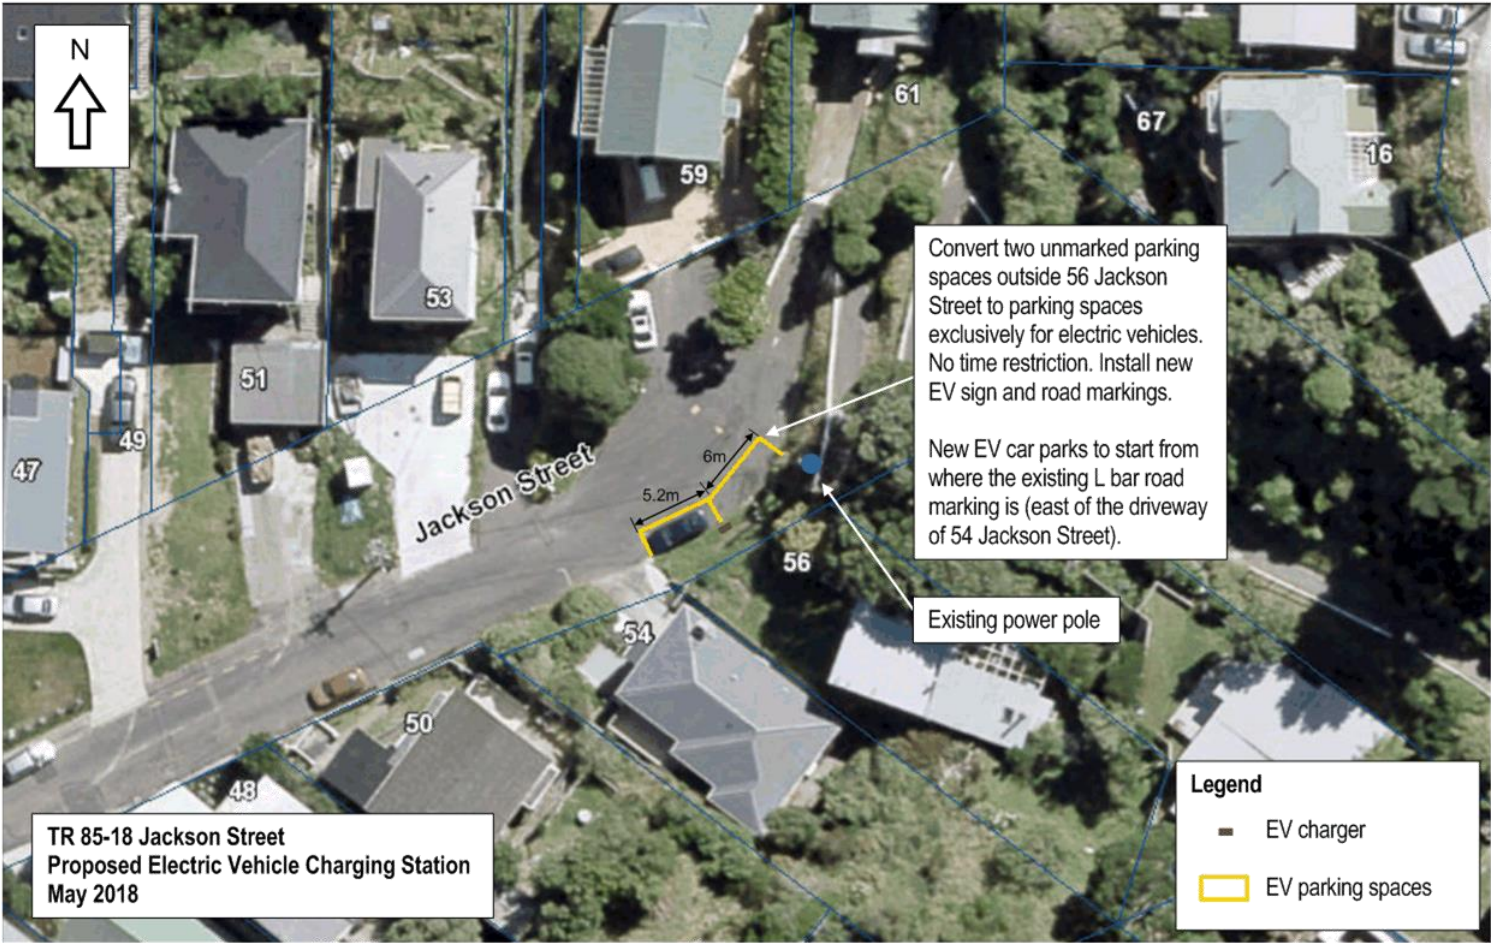 N
61
67
16
59
Convert two unmarked parking
spaces outside 56 Jackson
Street to parking spaces
exclusively for electric vehicles.
No time restriction. Install new
EV sign and road markings.
New EV car parks to start from
where the existing L bar road
marking is (east of the driveway
of 54 Jackson Street).
53
51
49
47
Jackson Street
6m
5.2m
56
Existing power pole
54
50
48
TR 85-18 Jackson Street
Proposed Electric Vehicle Charging Station
May 2018
Legend
EV charger
EV parking spaces